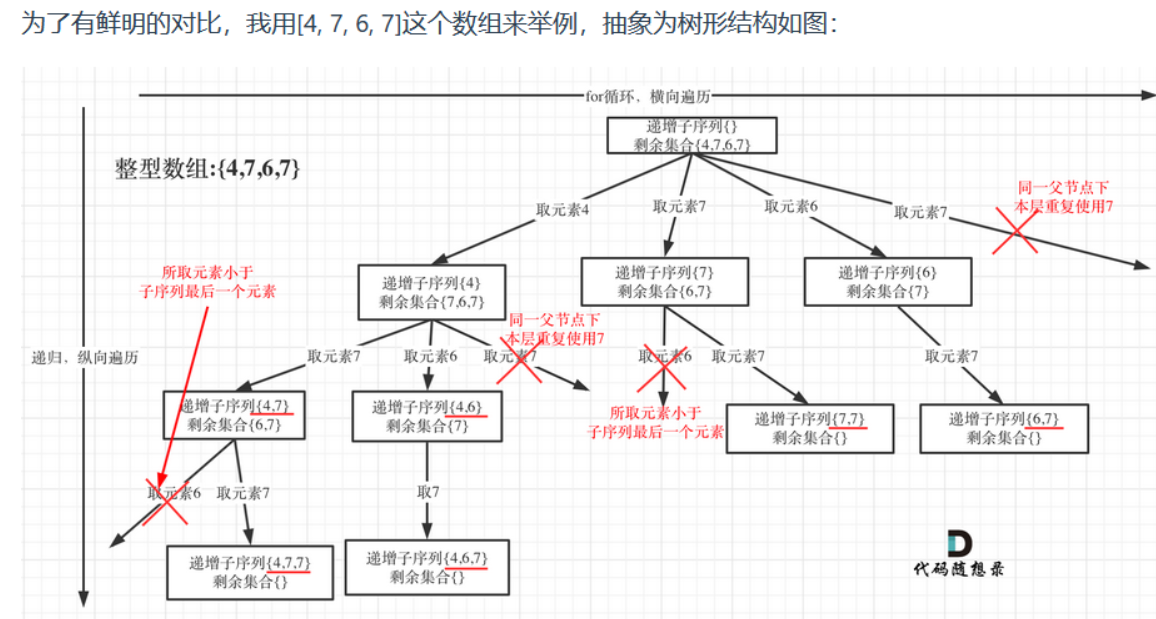 为了有鲜明的对比，我用[4, 7, 6, 7]这个数组来举例，抽象为树形结构如图：
for循环、横向遍历
递增子序列{}
剩余集合{4,7,6,7}
整型数组:{4,7,6,7}
同一父节点下
本层重复使用7
取元素4
取元素7
取元素6
取元素7
所取元素小于
子序列最后一个元素
递增子序列{4}
剩余集合{7,6,7}
递增子序列{7}
剩余集合{6,7}
递增子序列{6}
剩余集合{7}
同一父节点下
本层重复使用7
递归、纵向遍历
取元素7
取元素6
取元素7
取元素6
取元素7
取元素7
递增子序列{4,7}
剩余集合{6,7}
递增子序列{4,6}
剩余集合{7}
所取元素小于
子序列最后一个元素
递增子序列{7,7}
剩余集合{}
递增子序列{6,7}
剩余集合{}
取元素6
取元素7
取7
递增子序列{4,7,7}
剩余集合{}
递增子序列{4,6,7}
剩余集合{}
代码随想录